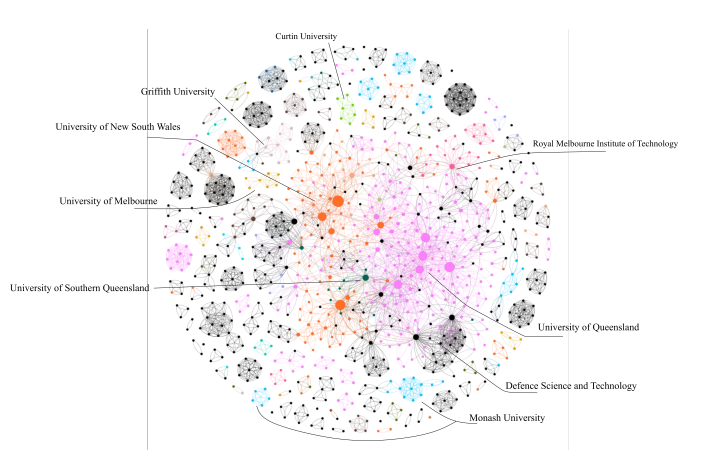 Curtin University
Griffith University
University of New South Wales
Royal Melbourne Institute of Technology
University of Melbourne
University of Southern Queensland
University of Queensland
Defence Science and Technology
Monash University